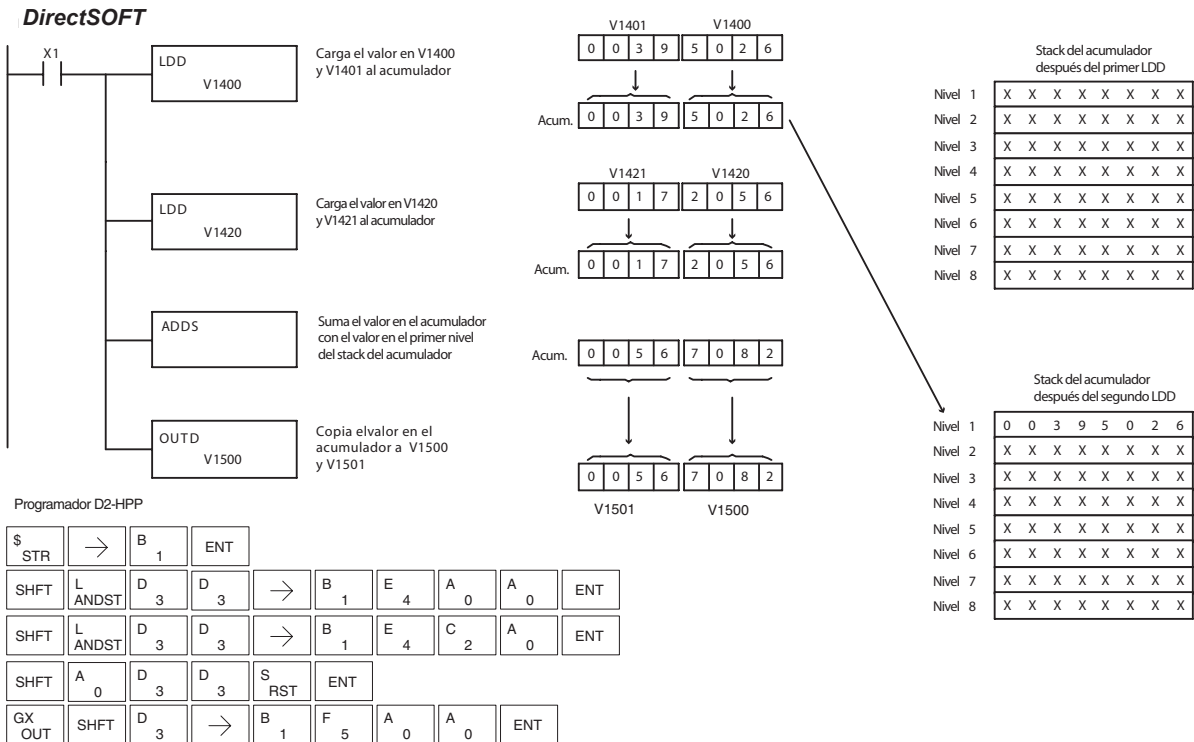 DirectSOFT
X1
LDD
V1400
Carga el valor en V1400
y V1401 al acumulador
LDD
V1420
Carga el valor en V1420
y V1421 al acumulador
ADDS
Suma el valor en el acumulador
con el valor en el primer nivel
del stack del acumulador
OUTD
V1500
Copia elvalor en el
acumulador a V1500
y V1501
V1401 V1400
0 0 3 9 5 0 2 6
Acum. 0 0 3 9 5 0 2 6
V1421 V1420
0 0 1 7 2 0 5 6
Acum. 0 0 1 7 2 0 5 6
Acum. 0 0 5 6 7 0 8 2
0 0 5 6 7 0 8 2
V1501 V1500
Stack del acumulador
después del primer LDD
Nivel 1 X X X X X X X X
Nivel 2 X X X X X X X X
Nivel 3 X X X X X X X X
Nivel 4 X X X X X X X X
Nivel 5 X X X X X X X X
Nivel 6 X X X X X X X X
Nivel 7 X X X X X X X X
Nivel 8 X X X X X X X X
Stack del acumulador
después del segundo LDD
Nivel 1 0 0 3 9 5 0 2 6
Nivel 2 X X X X X X X X
Nivel 3 X X X X X X X X
Nivel 4 X X X X X X X X
Nivel 5 X X X X X X X X
Nivel 6 X X X X X X X X
Nivel 7 X X X X X X X X
Nivel 8 X X X X X X X X
Programador D2-HPP
$ STR → B 1 ENT
SHFT L ANDST D 3 D 3 → B 1 E 4 A 0 A 0 ENT
SHFT L ANDST D 3 D 3 → B 1 E 4 C 2 A 0 ENT
SHFT A 0 D 3 D 3 S RST ENT
GX OUT SHFT D 3 → B 1 F 5 A 0 A 0 ENT